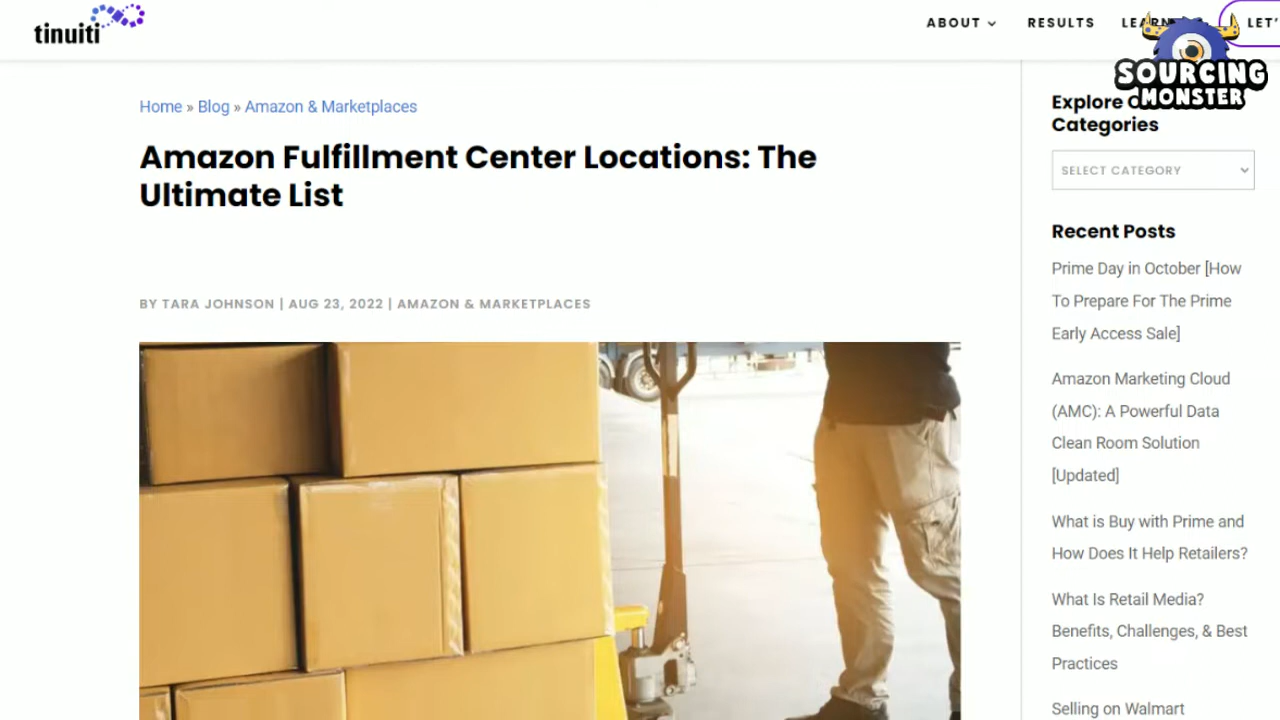 tinuiti
ABOUT
RESULTS
LEARN
LET'
SOURCING
MONSTER
Home » Blog » Amazon & Marketplaces
Amazon Fulfillment Center Locations: The
Ultimate List
BY TARA JOHNSON | AUG 23, 2022 | AMAZON & MARKETPLACES
Explore
Categories
SELECT CATEGORY
Recent Posts
Prime Day in October [How
To Prepare For The Prime
Early Access Sale]
Amazon Marketing Cloud
(AMC): A Powerful Data
Clean Room Solution
[Updated]
What is Buy with Prime and
How Does It Help Retailers?
What Is Retail Media?
Benefits, Challenges, & Best
Practices
Selling on Walmart